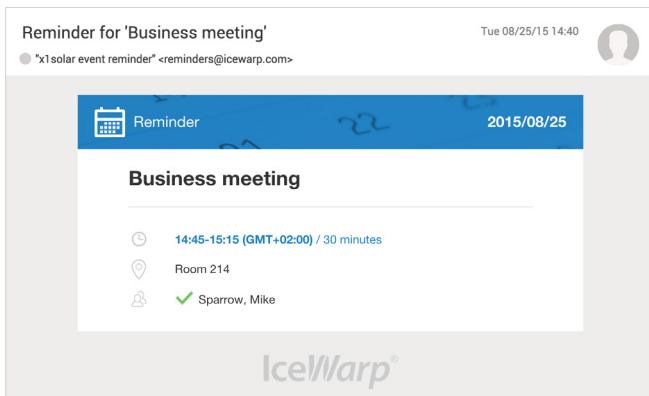 Reminder for 'Business meeting'
Tue 08/25/15 14:40
"x1solar event reminder" <reminders@icewarp.com>
Reminder
22
2015/08/25
Business meeting
14:45-15:15 (GMT+02:00) / 30 minutes
Room 214
Sparrow, Mike
IceWarp®